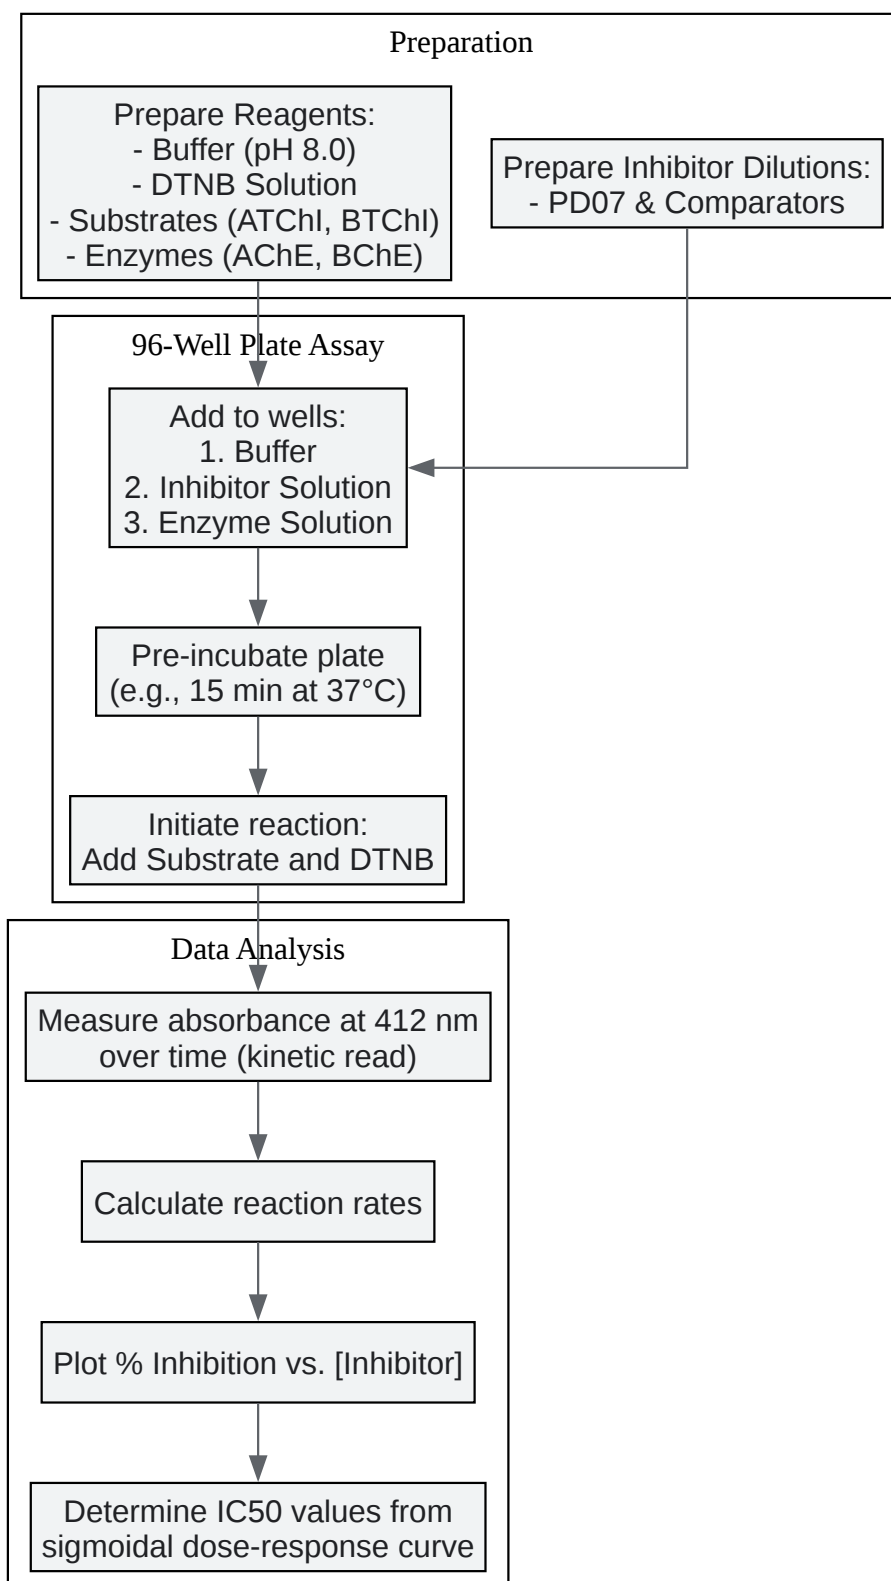 Preparation
Prepare Reagents:
- Buffer (pH 8.0)
- DTNB Solution
- Substrates (ATChI, BTChI)
- Enzymes (AChE, BChE)
Prepare Inhibitor Dilutions:
- PD07 & Comparators
96-Well Plate Assay
Add to wells:
1. Buffer
2. Inhibitor Solution
3. Enzyme Solution
Pre-incubate plate
(e.g., 15 min at 37°C)
Initiate reaction:
Add Substrate and DTNB
Data Analysis
Measure absorbance at 412 nm
over time (kinetic read)
Calculate reaction rates
Plot % Inhibition vs. [Inhibitor]
Determine IC50 values from
sigmoidal dose-response curve